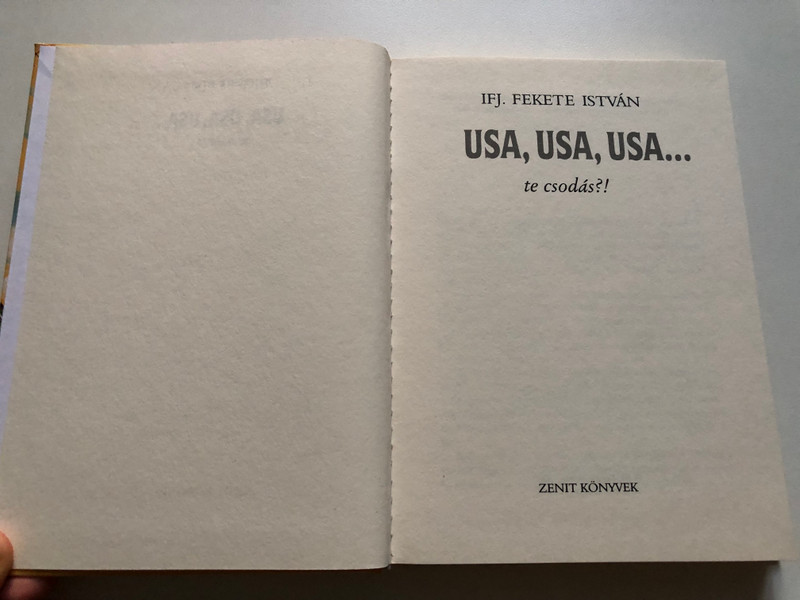 IFJ. FEKETE ISTVÁN
USA, USA, USA...
te csodás?!
ZENIT KÖNYVEK